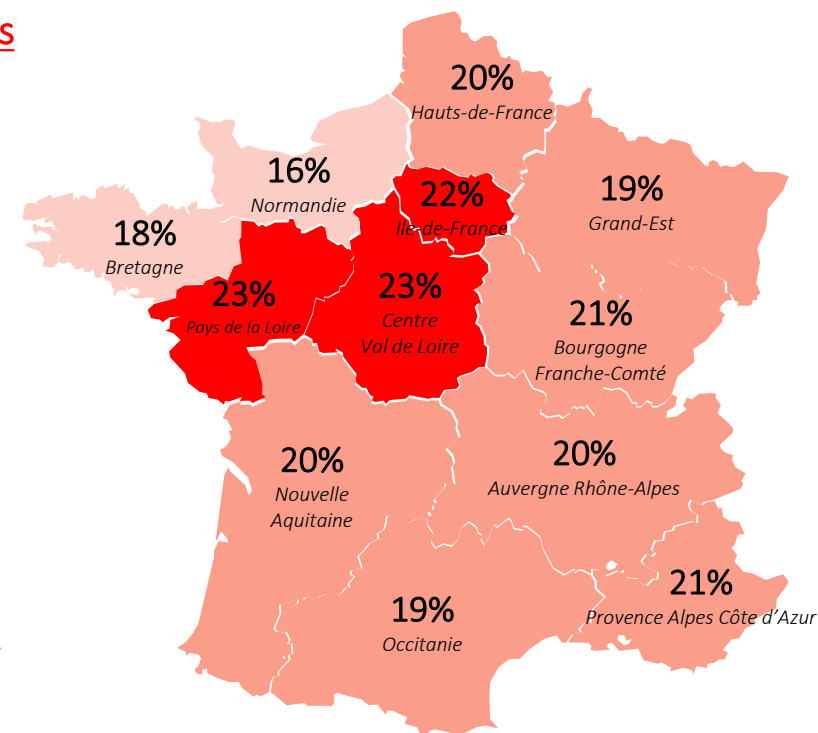 S
20%
Hauts-de-France
16%
Normandie
22%
Ile-de-France
19%
Grand-Est
18%
Bretagne
23%
Pays de la Loire
23%
Centre
Val de Loire
21%
Bourgogne
Franche-Comté
20%
Nouvelle
Aquitaine
20%
Auvergne Rhône-Alpes
21%
Provence Alpes Côte d’Azur
19%
Occitanie